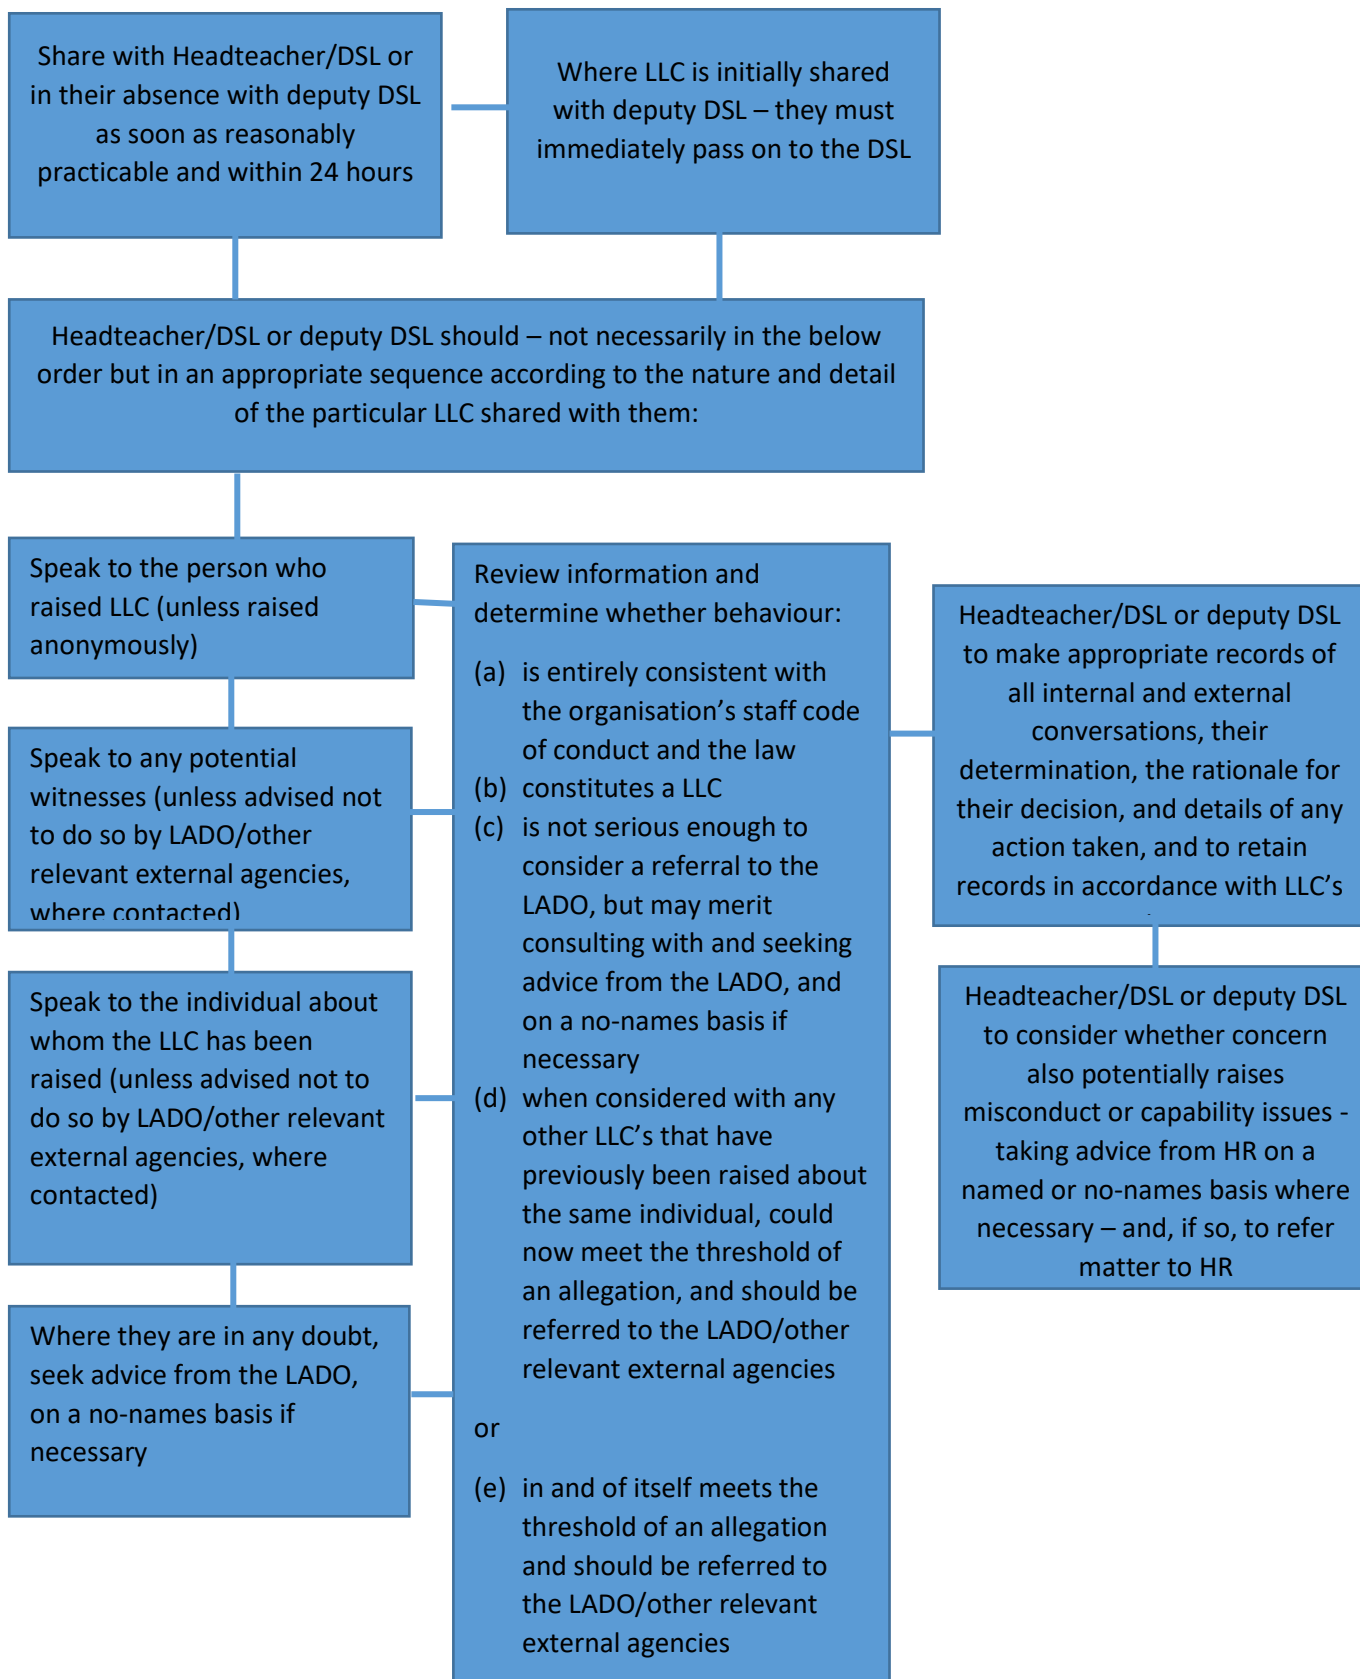 Share with Headteacher/DSL or
in their absence with deputy DSL
as soon as reasonably
practicable and within 24 hours
Where LLC is initially shared
with deputy DSL – they must
immediately pass on to the DSL
Headteacher/DSL or deputy DSL should – not necessarily in the below
order but in an appropriate sequence according to the nature and detail
of the particular LLC shared with them:
Speak to the person who
raised LLC (unless raised
anonymously)
Speak to any potential
witnesses (unless advised not
to do so by LADO/other
relevant external agencies,
where contacted)
Speak to the individual about
whom the LLC has been
raised (unless advised not to
do so by LADO/other relevant
external agencies, where
contacted)
Where they are in any doubt,
seek advice from the LADO,
on a no-names basis if
necessary
Review information and
determine whether behaviour:
(a) is entirely consistent with
the organisation’s staff code
of conduct and the law
(b) constitutes a LLC
(c) is not serious enough to
consider a referral to the
LADO, but may merit
consulting with and seeking
advice from the LADO, and
on a no-names basis if
necessary
(d) when considered with any
other LLC’s that have
previously been raised about
the same individual, could
now meet the threshold of
an allegation, and should be
referred to the LADO/other
relevant external agencies
or
(e) in and of itself meets the
threshold of an allegation
and should be referred to
the LADO/other relevant
external agencies
Headteacher/DSL or deputy DSL
to make appropriate records of
all internal and external
conversations, their
determination, the rationale for
their decision, and details of any
action taken, and to retain
records in accordance with LLC’s
Headteacher/DSL or deputy DSL
to consider whether concern
also potentially raises
misconduct or capability issues -
taking advice from HR on a
named or no-names basis where
necessary – and, if so, to refer
matter to HR